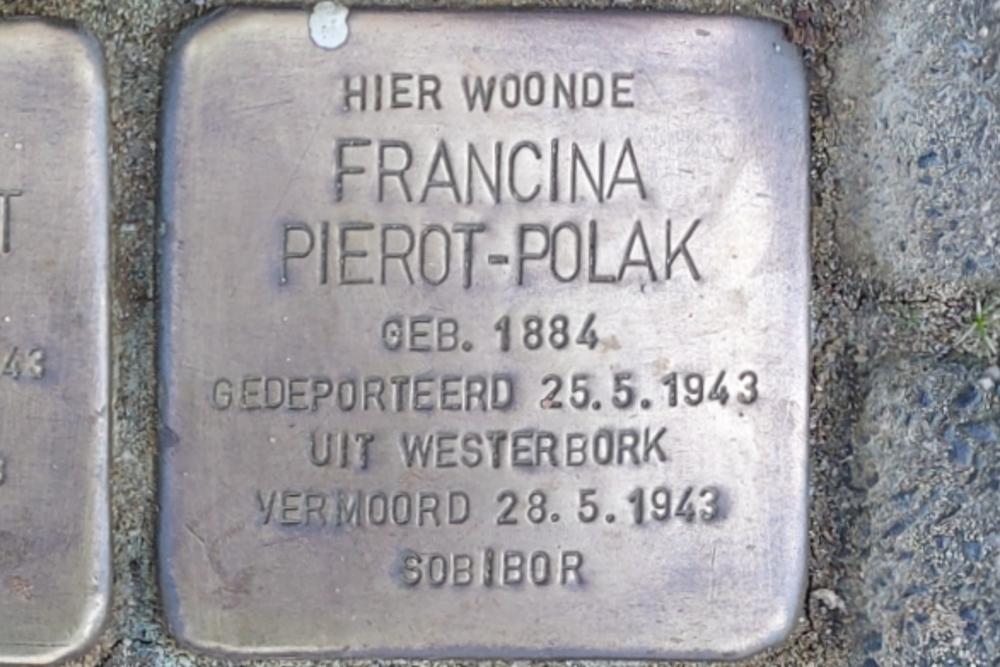 HIER WOONDE
FRANCINA
PIEROT-POLAK
GEB. 1884
GEDEPORTEERD 25.5.1943
UIT WESTERBORK
VERMOORD 28.5.1943
SOBIBOR